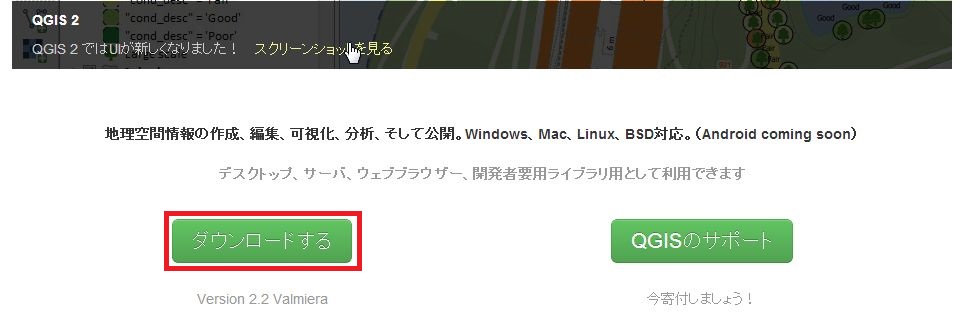 "cond_desc" = 'Fair'
QGIS 2
"cond_desc" = 'Good'
"cond_desc" = 'Poor'
QGIS 2 ではUIが新しくなりました！ スクリーンショットを見る
Good
Good
Fair
Good
921
地理空間情報の作成、編集、可視化、分析、そして公開。Windows、Mac、Linux、BSD対応。（Android coming soon）
デスクトップ、サーバ、ウェブブラウザー、開発者要用ライブラリ用として利用できます
ダウンロードする
QGISのサポート
Version 2.2 Valmiera
今寄付しましょう！